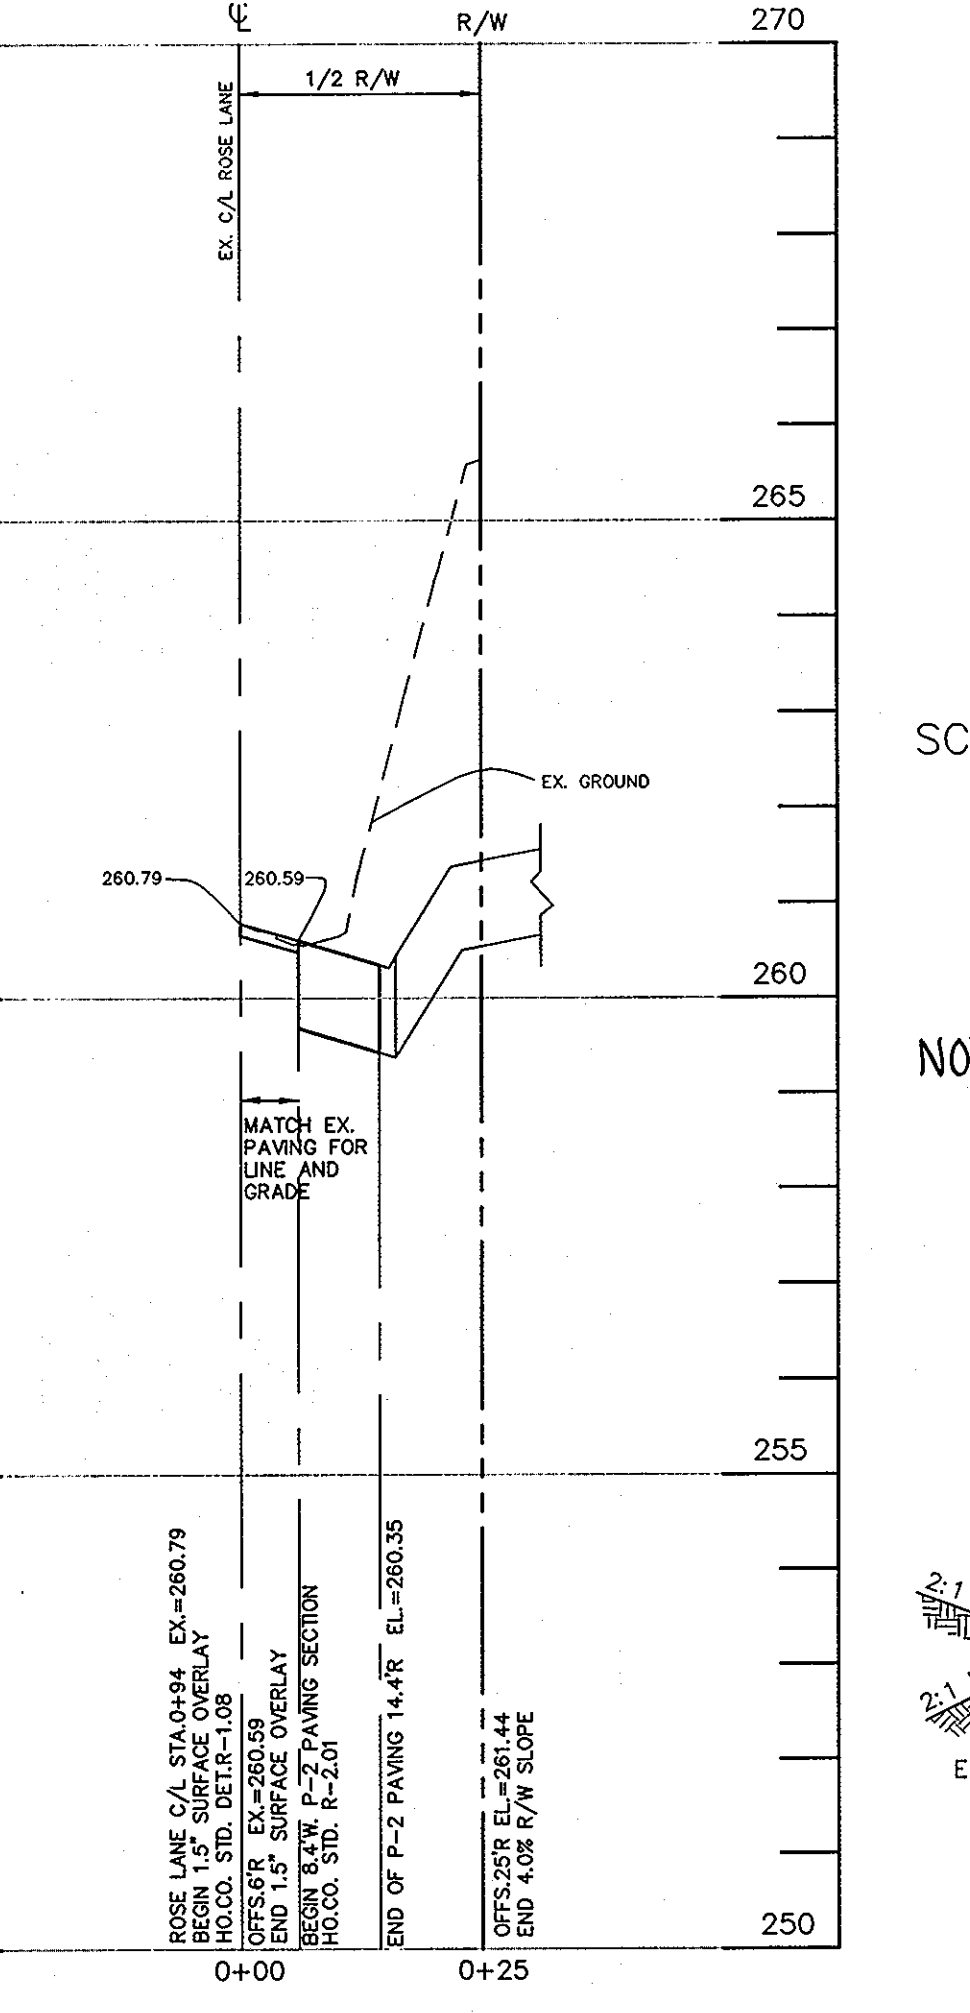 ℄
R/W
270
1/2 R/W
EX. C/L ROSE LANE
265
SC
EX. GROUND
260.79
260.59
260
NO
MATCH EX.
PAVING FOR
LINE AND
GRADE
255
ROSE LANE C/L STA.0+94 EX.=260.79
BEGIN 1.5" SURFACE OVERLAY
HO.CO. STD. DET.R-1.08
OFFS.6'R EX.=260.59
END 1.5" SURFACE OVERLAY
BEGIN 8.4'W. P-2 PAVING SECTION
HO.CO. STD. R-2.01
END OF P-2 PAVING 14.4'R EL.=260.35
OFFS.25'R EL.=261.44
END 4.0% R/W SLOPE
2:1
2:1
E
250
0+00
0+25